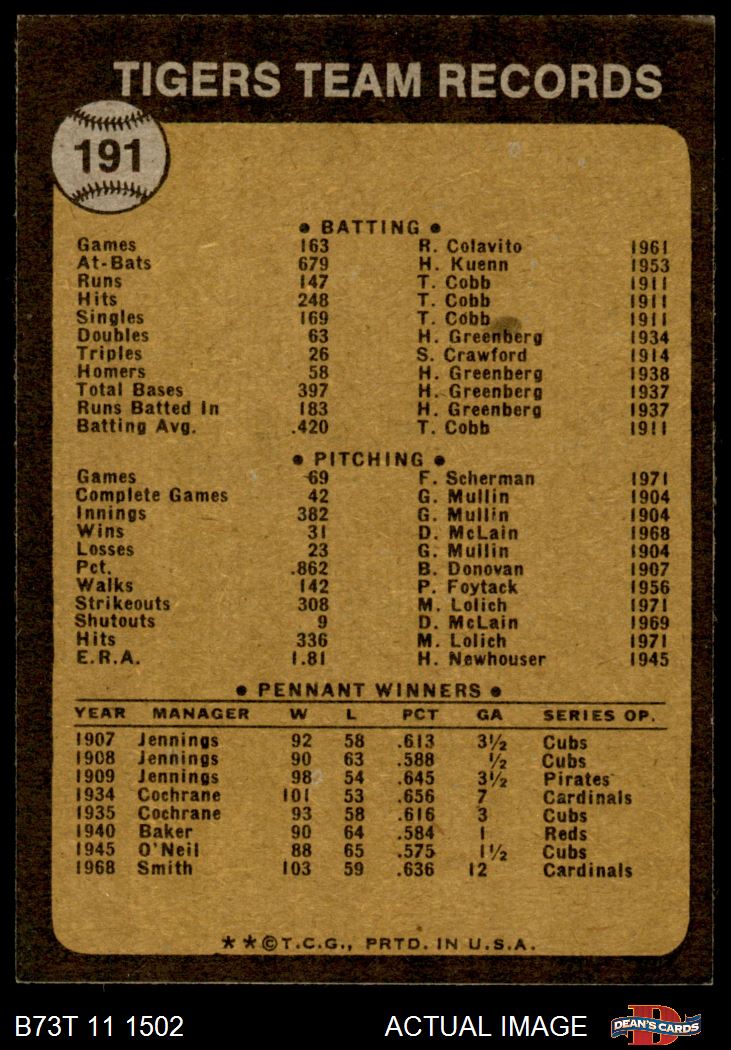 TIGERS TEAM RECORDS
191
• BATTING •
Games 163 R. Colavito 1961
At-Bats 679 H. Kuenn 1953
Runs 147 T. Cobb 1911
Hits 248 T. Cobb 1911
Singles 169 T. Cobb 1911
Doubles 63 H. Greenberg 1934
Triples 26 S. Crawford 1914
Homers 58 H. Greenberg 1938
Total Bases 397 H. Greenberg 1937
Runs Batted In 183 H. Greenberg 1937
Batting Avg. .420 T. Cobb 1911
• PITCHING •
Games 69 F. Scherman 1971
Complete Games 42 G. Mullin 1904
Innings 382 G. Mullin 1904
Wins 31 D. McLain 1968
Losses 23 G. Mullin 1904
Pct. .862 B. Donovan 1907
Walks 142 P. Foytack 1956
Strikeouts 308 M. Lolich 1971
Shutouts 9 D. McLain 1969
Hits 336 M. Lolich 1971
E.R.A. 1.81 H. Newhouser 1945
• PENNANT WINNERS •
YEAR MANAGER W L PCT GA SERIES OP.
1907 Jennings 92 58 .613 3½ Cubs
1908 Jennings 90 63 .588 ½ Cubs
1909 Jennings 98 54 .645 3½ Pirates
1934 Cochrane 101 53 .656 7 Cardinals
1935 Cochrane 93 58 .616 3 Cubs
1940 Baker 90 64 .584 1 Reds
1945 O'Neil 88 65 .575 1½ Cubs
1968 Smith 103 59 .636 12 Cardinals
★★©T.C.G., PRTD. IN U.S.A.
B73T 11 1502 ACTUAL IMAGE
D
DEAN'S CARDS